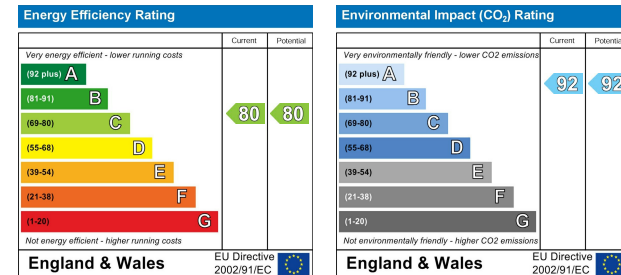 Energy Efficiency Rating
Current Potential
Very energy efficient - lower running costs
(92 plus) A
(81-91) B
(69-80) C
80 80
(55-68) D
(39-54) E
(21-38) F
(1-20) G
Not energy efficient - higher running costs
England & Wales
EU Directive
2002/91/EC
Environmental Impact (CO₂) Rating
Current Potential
Very environmentally friendly - lower CO2 emissions
(92 plus) A
92 92
(81-91) B
(69-80) C
(55-68) D
(39-54) E
(21-38) F
(1-20) G
Not environmentally friendly - higher CO2 emissions
England & Wales
EU Directive
2002/91/EC